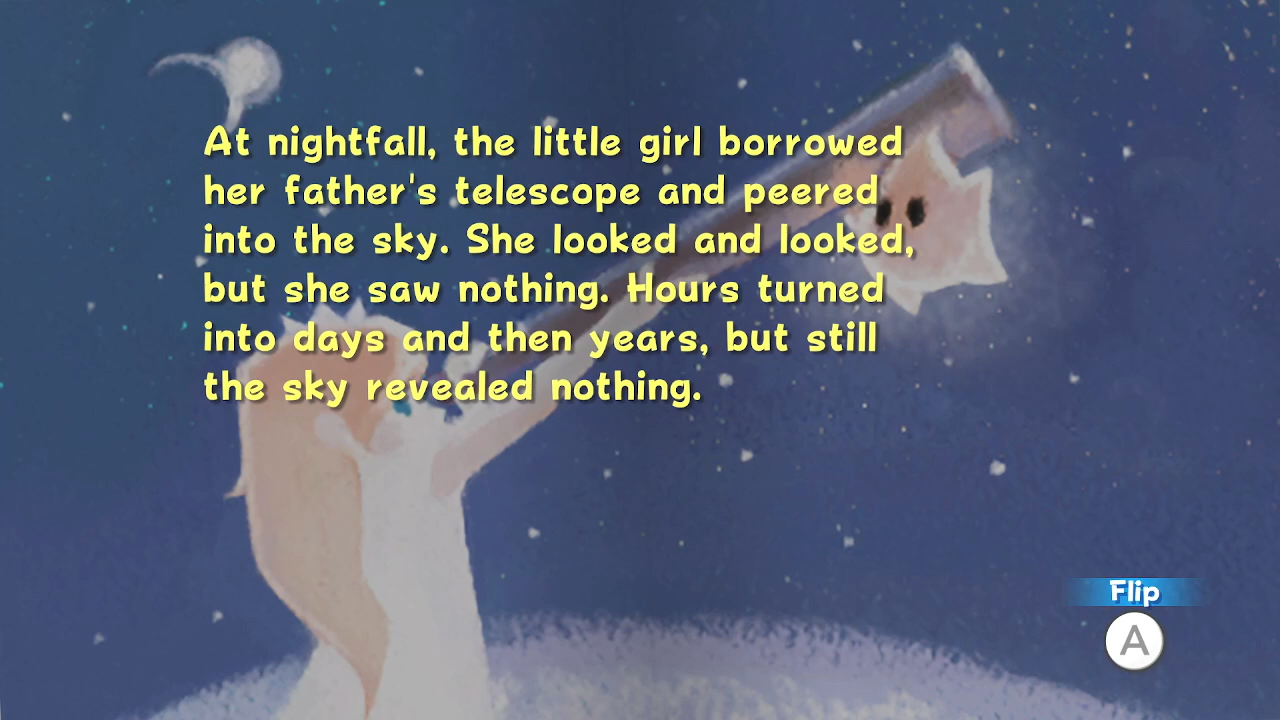 At nightfall, the little girl borrowed
her father's telescope and peered
into the sky. She looked and looked,
but she saw nothing. Hours turned
into days and then years, but still
the sky revealed nothing.
Flip
A